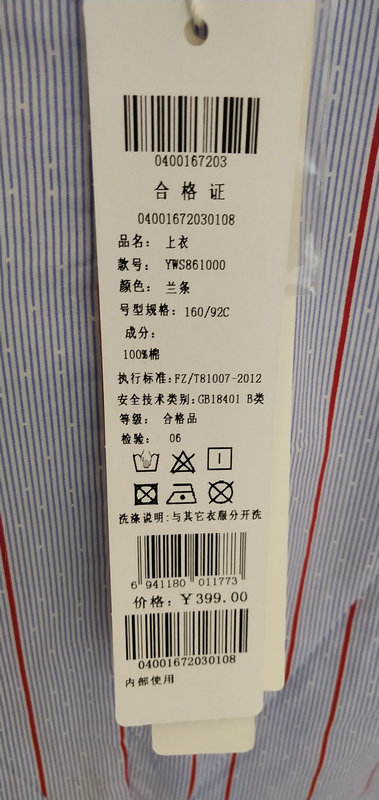 0400167203
合格证
04001672030108
品名： 上衣
款号： YWS861000
颜色： 兰条
号型规格：160/92C
成分：
100%棉
执行标准：FZ/T81007-2012
安全技术类别：GB18401 B类
等级： 合格品
检验： 06
洗涤说明：与其它衣服分开洗
6 941180 011773
价格：￥399.00
04001672030108
内部使用